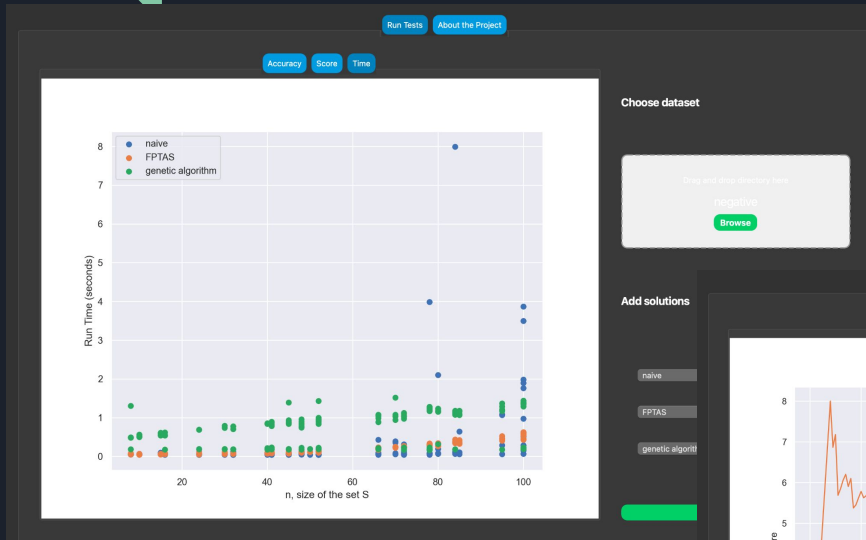 Run Tests
About the Project
Accuracy
Score
Time
8
7
6
5
4
3
2
1
0
Run Time (seconds)
naive
FPTAS
genetic algorithm
20
40
60
80
100
n, size of the set S
Choose dataset
Drag and drop directory here
negative
Browse
Add solutions
naive
FPTAS
genetic algorith
8
7
6
5
re